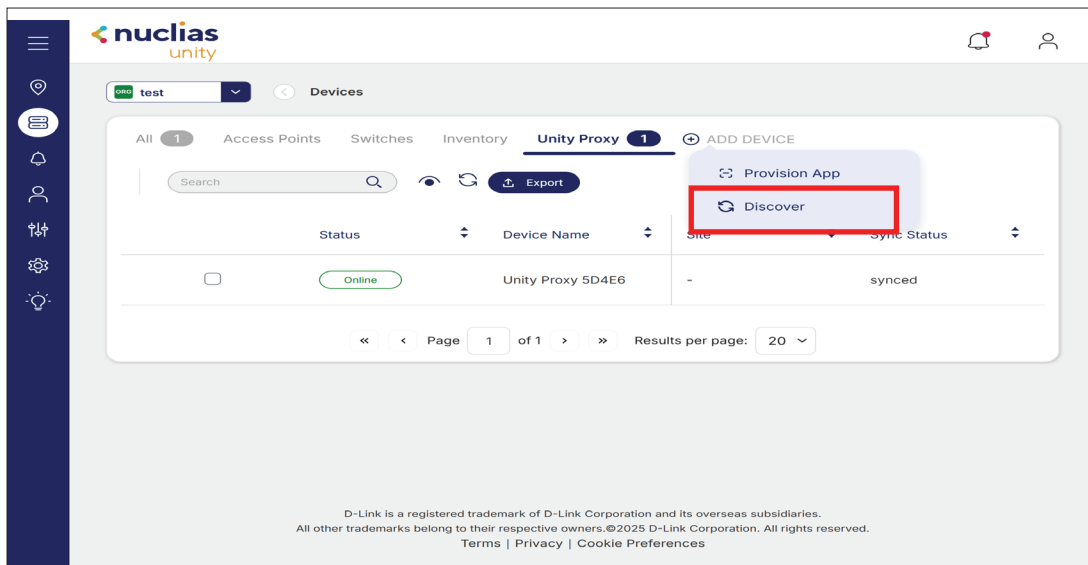 nuclias
unity
ORG test
Devices
All 1 Access Points Switches Inventory Unity Proxy 1 ADD DEVICE
Provision App
Search Export
Discover
Status Device Name Site Sync Status
Online Unity Proxy 5D4E6 - synced
« ‹ Page 1 of 1 › » Results per page: 20
D-Link is a registered trademark of D-Link Corporation and its overseas subsidiaries.
All other trademarks belong to their respective owners.©2025 D-Link Corporation. All rights reserved.
Terms | Privacy | Cookie Preferences